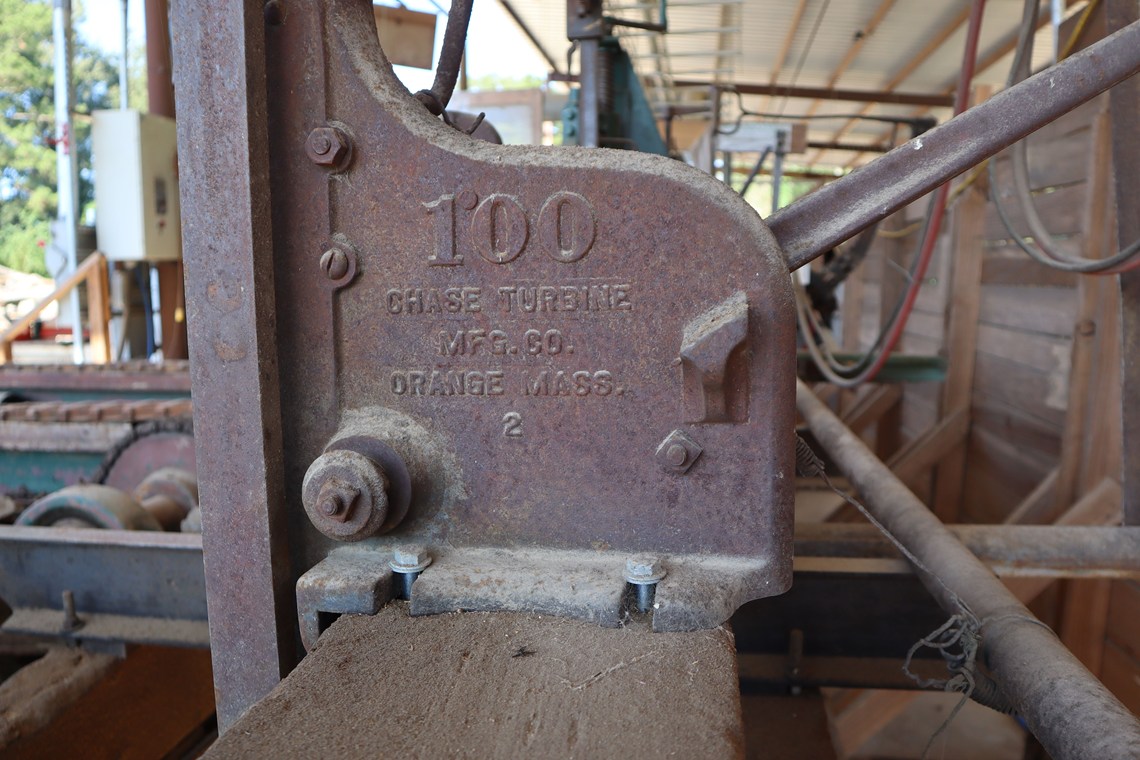 100
CHASE TURBINE
MFG. CO.
ORANGE MASS.
2